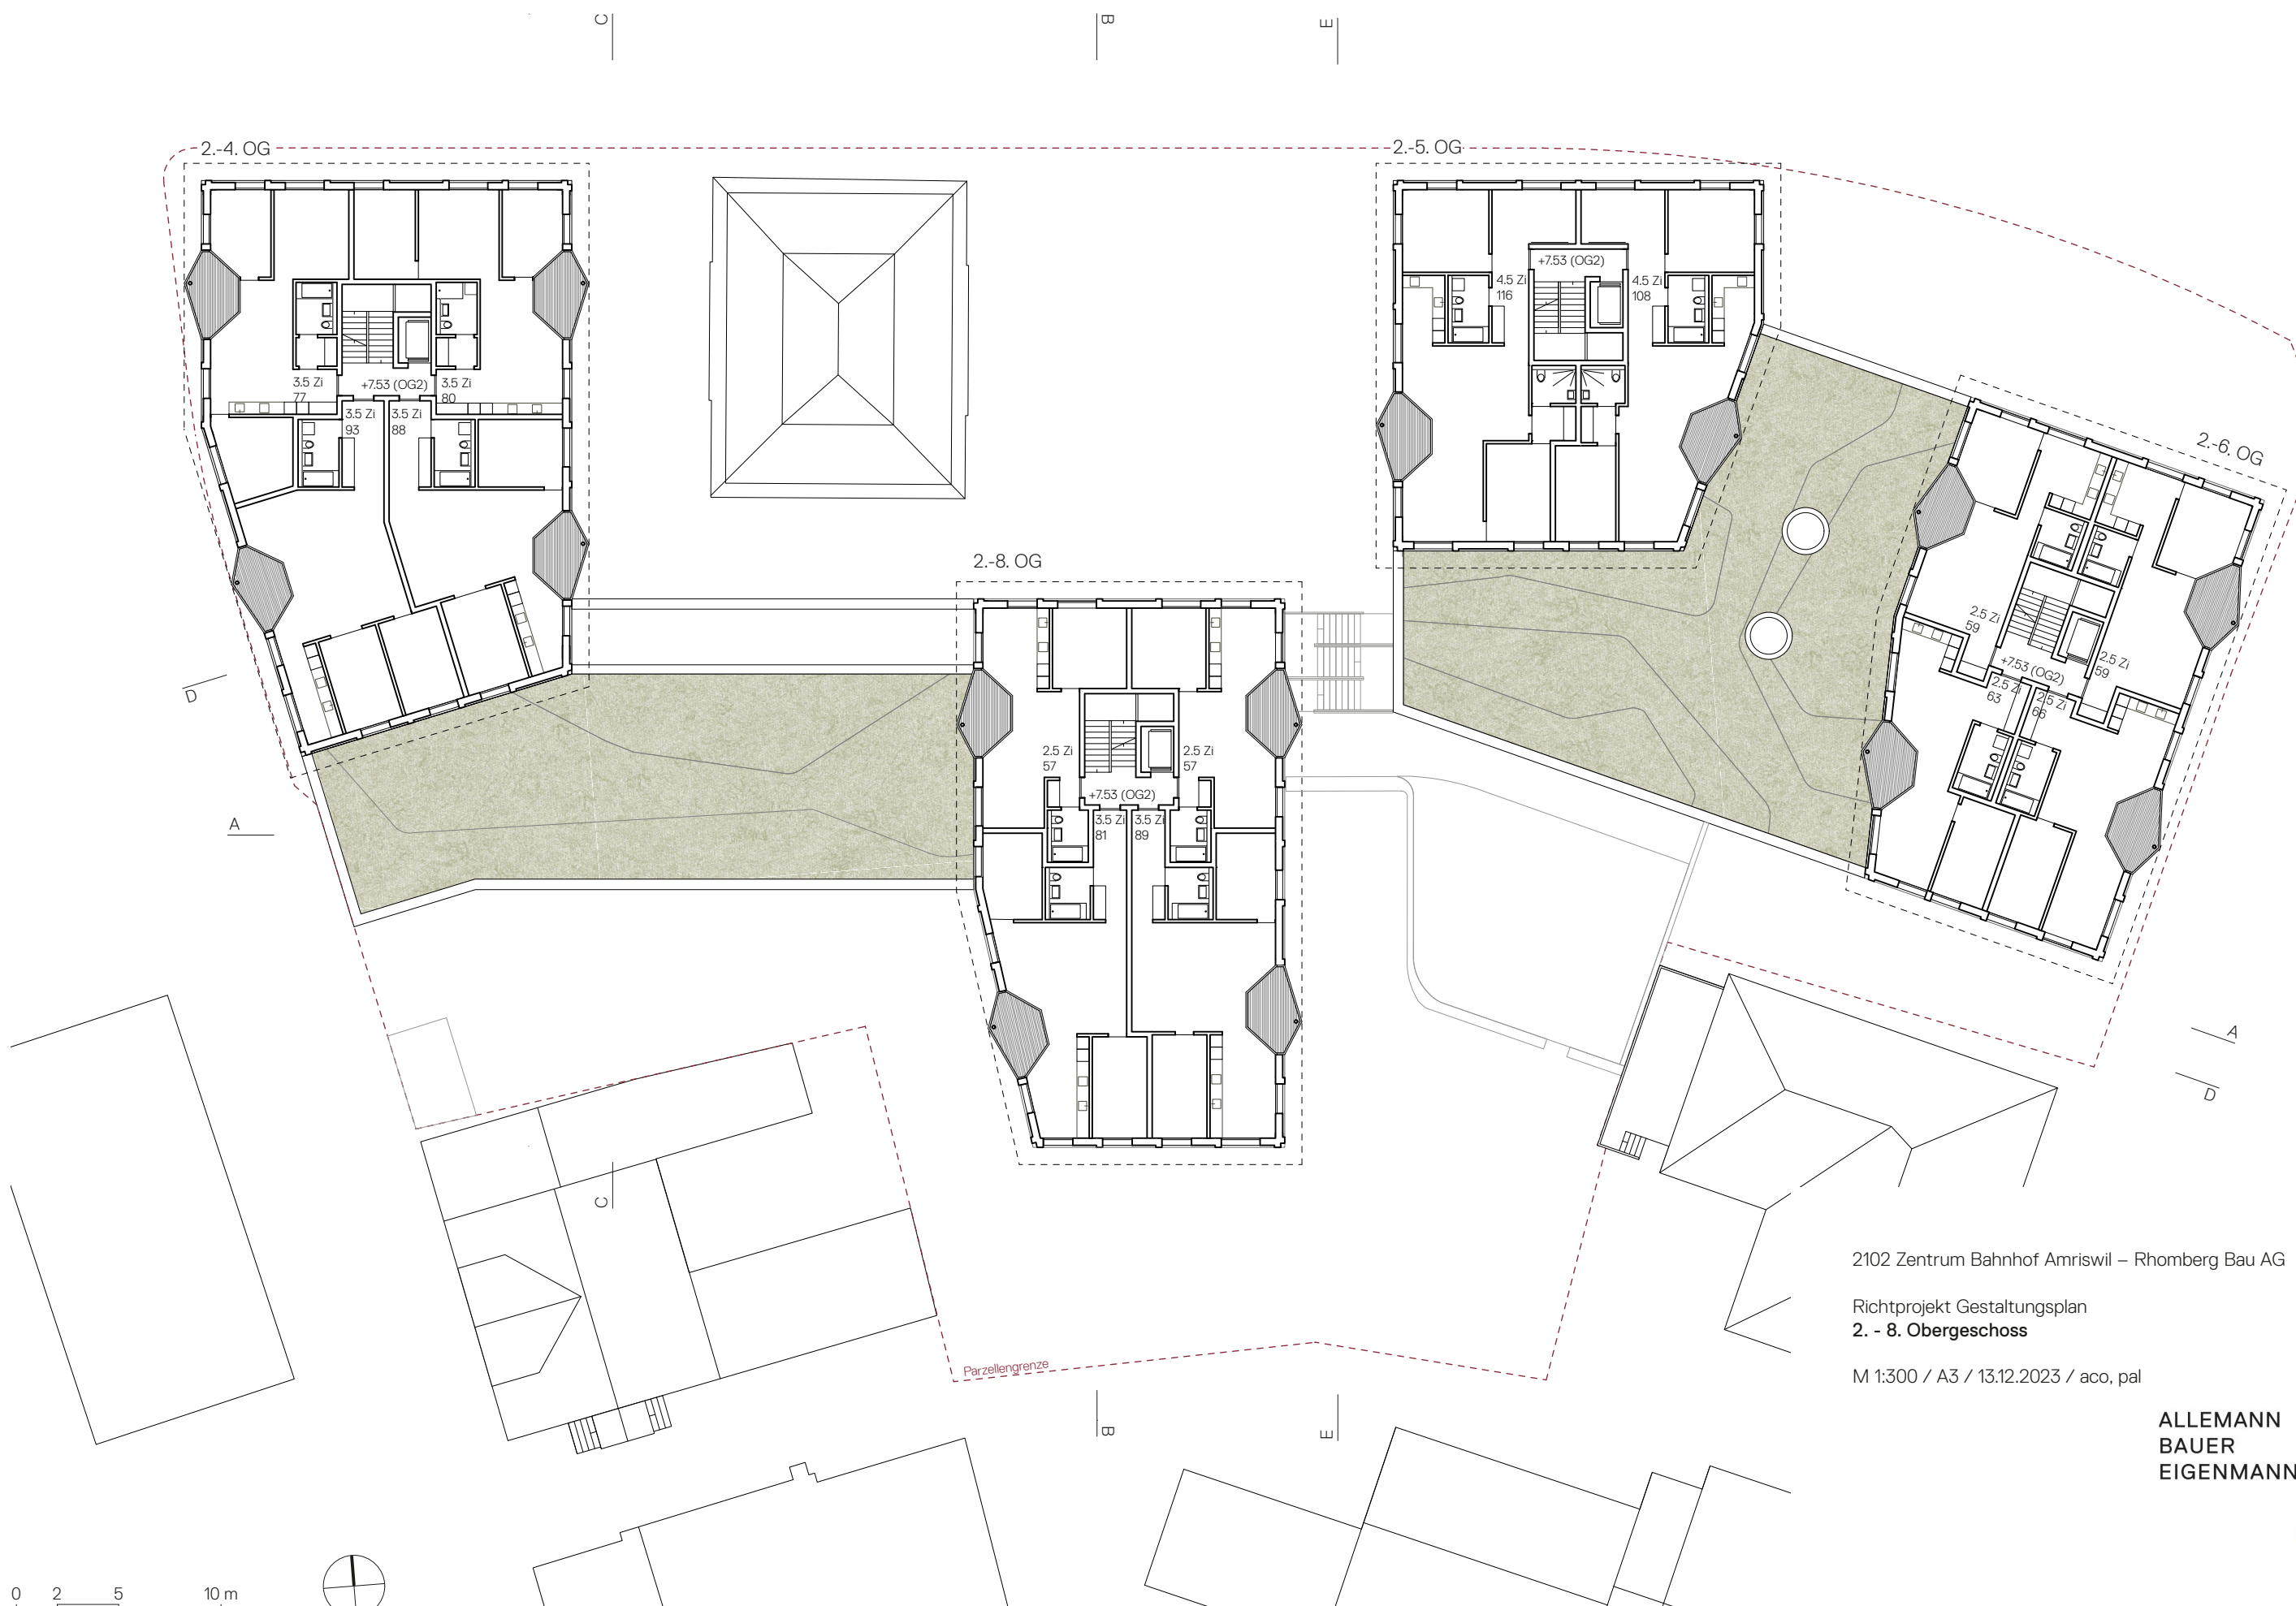 C
B
E
2.-4. OG
2.-5. OG
+7.53 (OG2)
4.5 Zi
116
4.5 Zi
108
3.5 Zi
77
+7.53 (OG2)
3.5 Zi
80
3.5 Zi
93
3.5 Zi
88
2.-6. OG
2.-8. OG
2.5 Zi
59
+7.53 (OG2)
2.5 Zi
59
2.5 Zi
63
2.5 Zi
66
D
2.5 Zi
57
2.5 Zi
57
+7.53 (OG2)
A
3.5 Zi
81
3.5 Zi
89
A
D
C
Parzellengrenze
B
E
2102 Zentrum Bahnhof Amriswil – Rhomberg Bau AG
Richtprojekt Gestaltungsplan
2. - 8. Obergeschoss
M 1:300 / A3 / 13.12.2023 / aco, pal
ALLEMANN
BAUER
EIGENMANN
0 2 5 10 m